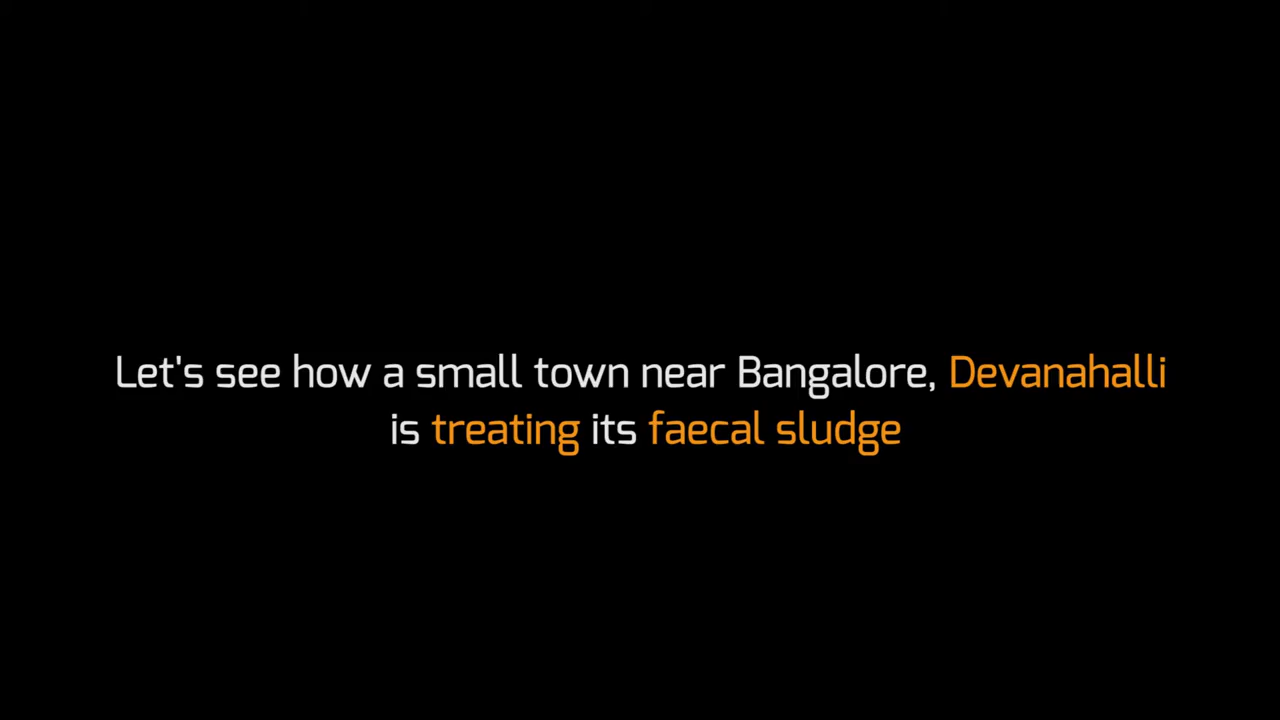 Let's see how a small town near Bangalore, Devanahalli
is treating its faecal sludge